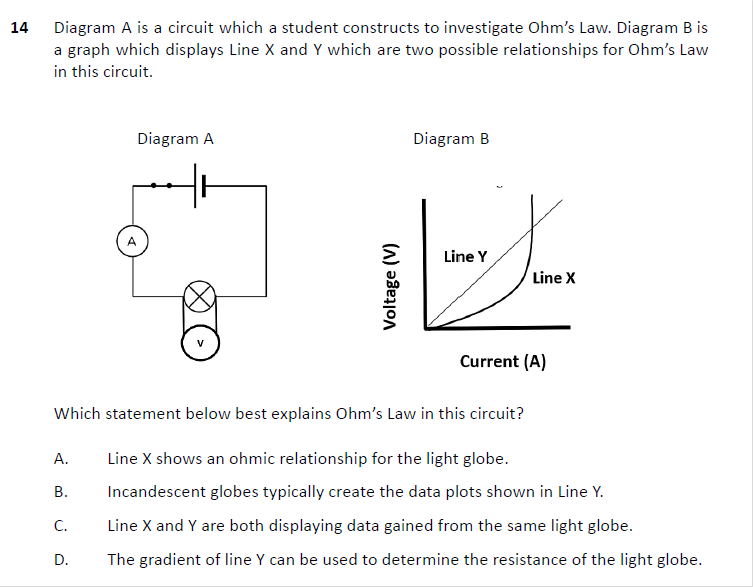 14 Diagram A is a circuit which a student constructs to investigate Ohm’s Law. Diagram B is
a graph which displays Line X and Y which are two possible relationships for Ohm’s Law
in this circuit.
Diagram A
Diagram B
A
V
Voltage (V)
Line Y
Line X
Current (A)
Which statement below best explains Ohm’s Law in this circuit?
A. Line X shows an ohmic relationship for the light globe.
B. Incandescent globes typically create the data plots shown in Line Y.
C. Line X and Y are both displaying data gained from the same light globe.
D. The gradient of line Y can be used to determine the resistance of the light globe.